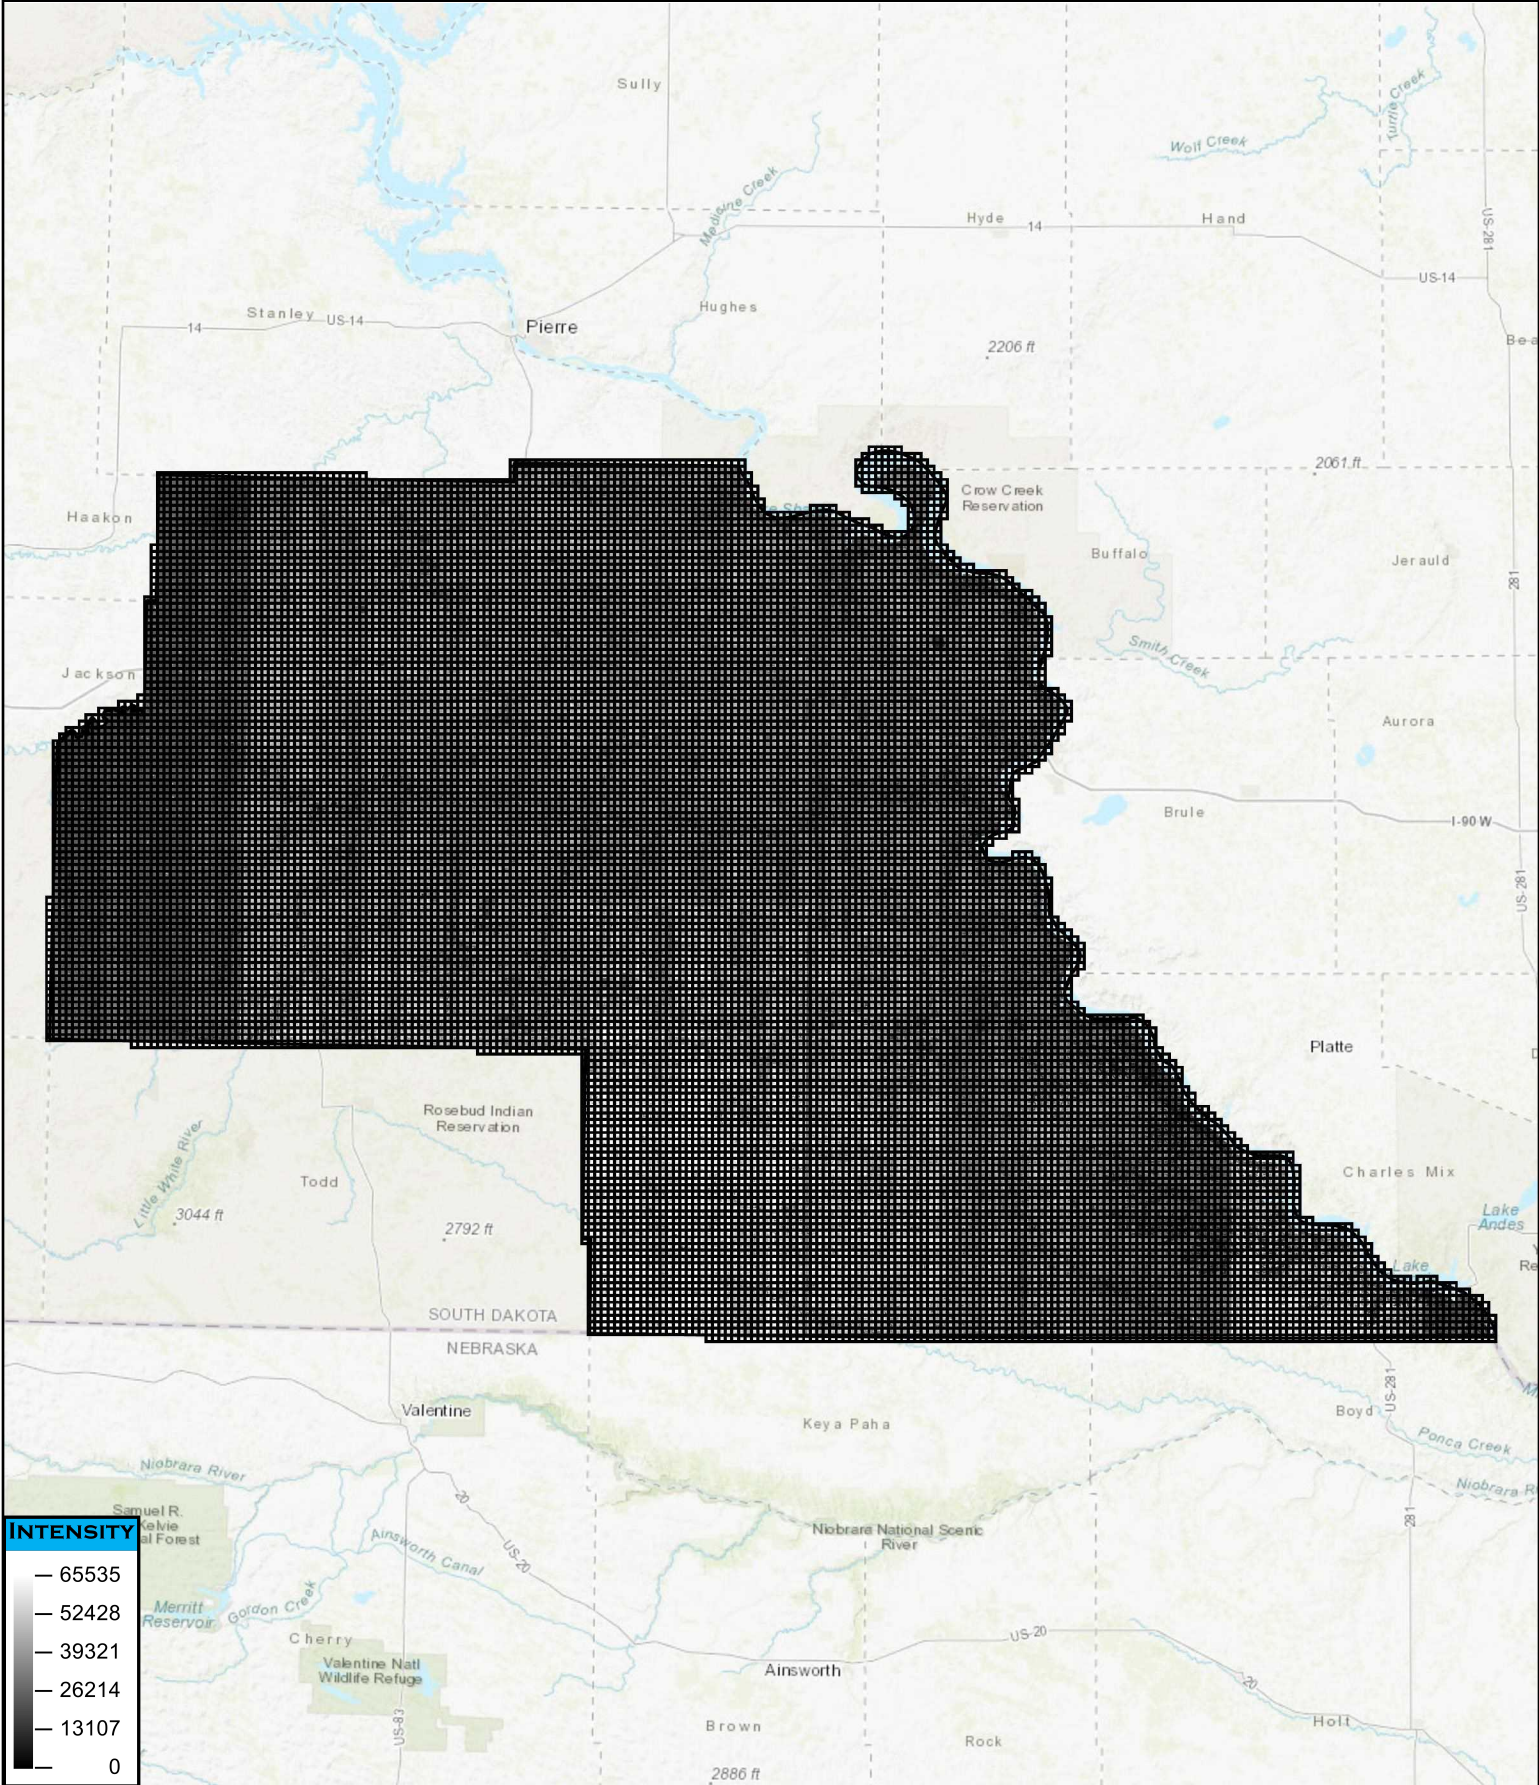 Sully
Turtle Creek
Wolf Creek
Medicine Creek
Hyde
14
Hand
US-281
US-14
Stanley
14
US-14
Hughes
Pierre
2206 ft
2061 ft
Crow Creek
Reservation
Haakon
Buffalo
Jerauld
281
Smith Creek
Jackson
Aurora
Brule
I-90 W
US-281
Platte
Rosebud Indian
Reservation
Little White River
Todd
Charles Mix
3044 ft
2792 ft
Lake
Andes
Lake
SOUTH DAKOTA
NEBRASKA
US-281
Valentine
Keya Paha
Boyd
Ponca Creek
Niobrara River
Niobrara R
20
Samuel R.
Kelvie
al Forest
281
Niobrara National Scenic
River
INTENSITY
65535
52428
39321
26214
13107
0
Ainsworth Canal
US-20
Merritt
Reservoir
Gordon Creek
Cherry
US-20
Valentine Natl
Wildlife Refuge
Ainsworth
20
US-83
Brown
Holt
Rock
2886 ft